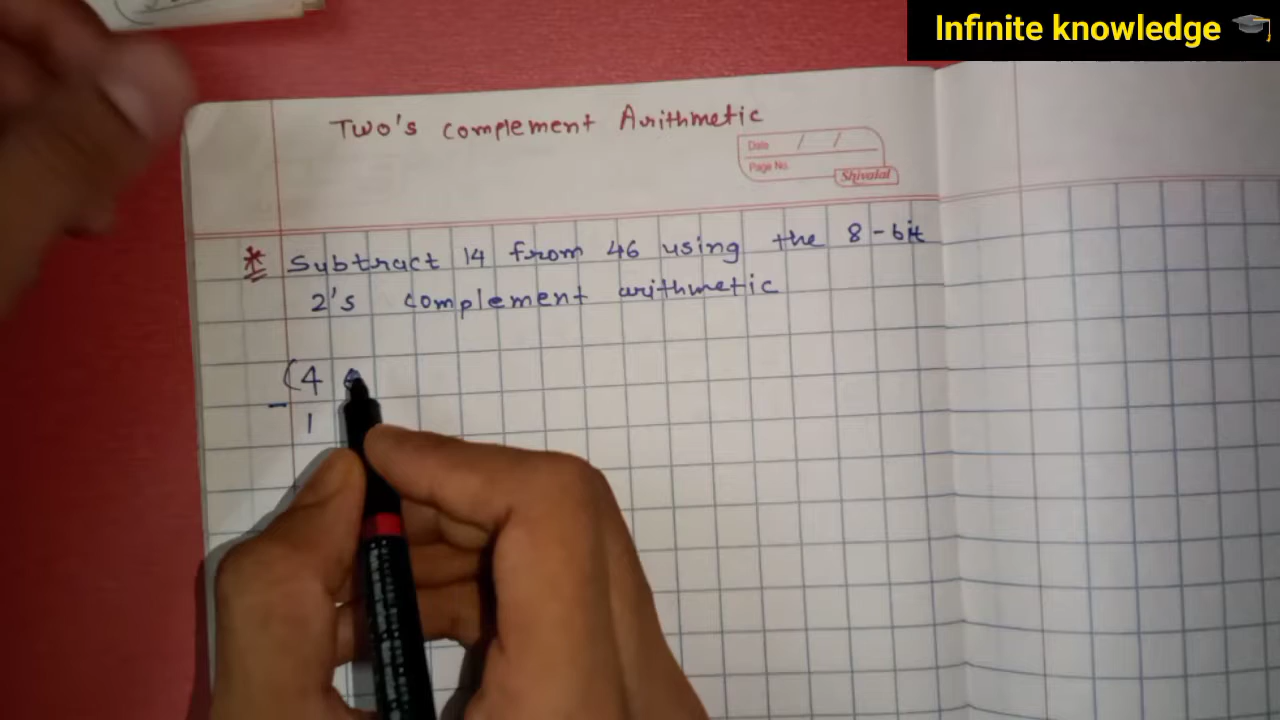 Infinite knowledge 🎓
Two's complement Arithmetic
Date / /
Page No.
Shivalal
* Subtract 14 from 46 using the 8-bit
2's complement arithmetic
(4
- 1